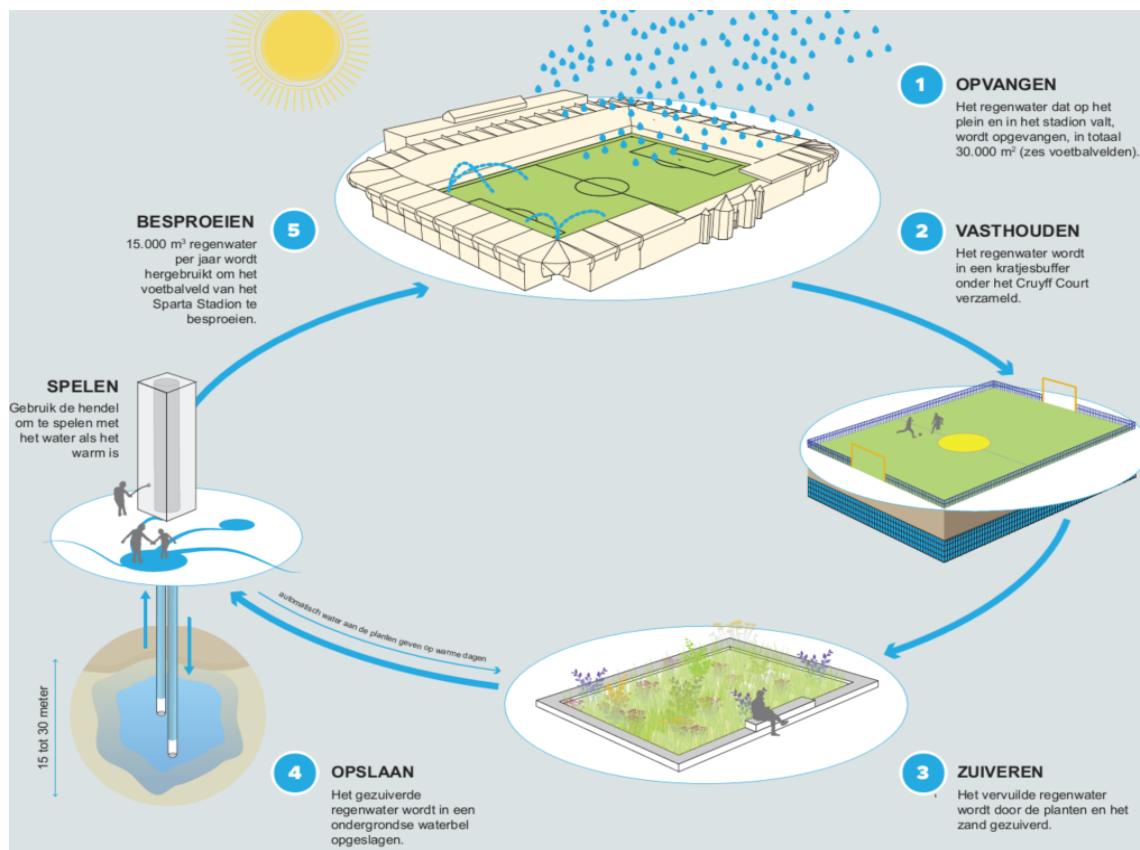 1
OPVANGEN
Het regenwater dat op het
plein en in het stadion valt,
wordt opgevangen, in totaal
30.000 m² (zes voetbalvelden).
2
VASTHOUDEN
Het regenwater wordt
in een kratjesbuffer
onder het Cruyff Court
verzameld.
3
ZUIVEREN
Het vervuilde regenwater
wordt door de planten en het
zand gezuiverd.
4
OPSLAAN
Het gezuiverde
regenwater wordt in een
ondergrondse waterbel
opgeslagen.
automatisch water aan de planten geven op warme dagen
15 tot 30 meter
SPELEN
Gebruik de hendel
om te spelen met
het water als het
warm is
BESPROEIEN
5
15.000 m³ regenwater
per jaar wordt
hergebruikt om het
voetbalveld van het
Sparta Stadion te
besproeien.